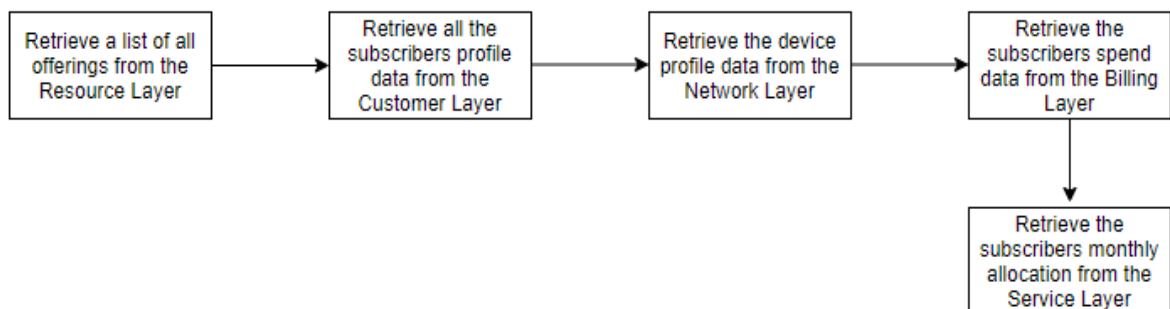 Retrieve a list of all
offerings from the
Resource Layer
Retrieve all the
subscribers profile
data from the
Customer Layer
Retrieve the device
profile data from the
Network Layer
Retrieve the
subscribers spend
data from the Billing
Layer
Retrieve the
subscribers monthly
allocation from the
Service Layer